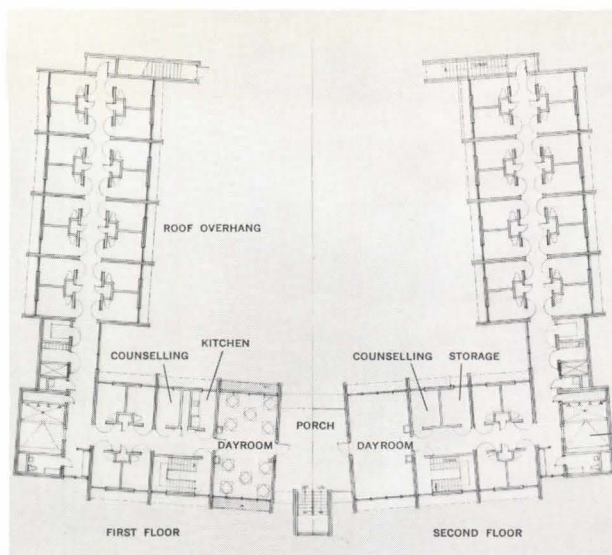 ROOF OVERHANG
COUNSELLING
KITCHEN
COUNSELLING
STORAGE
PORCH
DAYROOM
DAYROOM
FIRST FLOOR
SECOND FLOOR